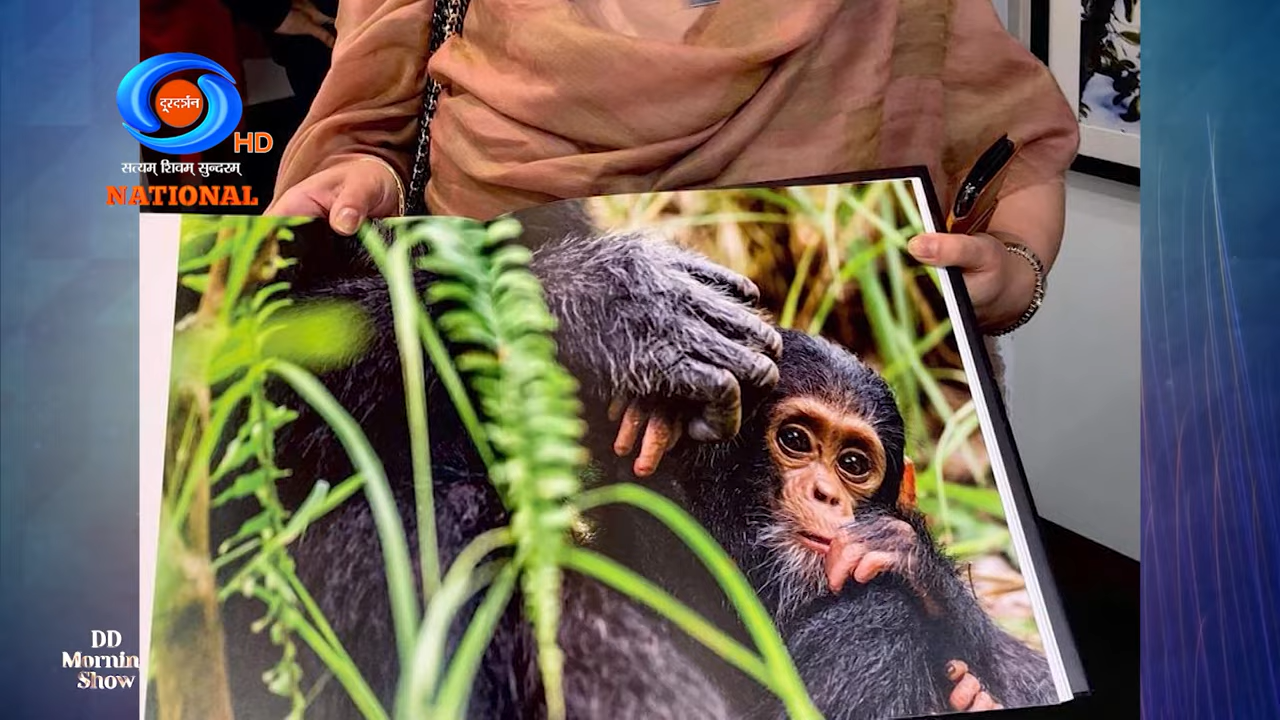 दूरदर्शन
HD
सत्यम् शिवम् सुन्दरम्
NATIONAL
DD
Mornin
Show